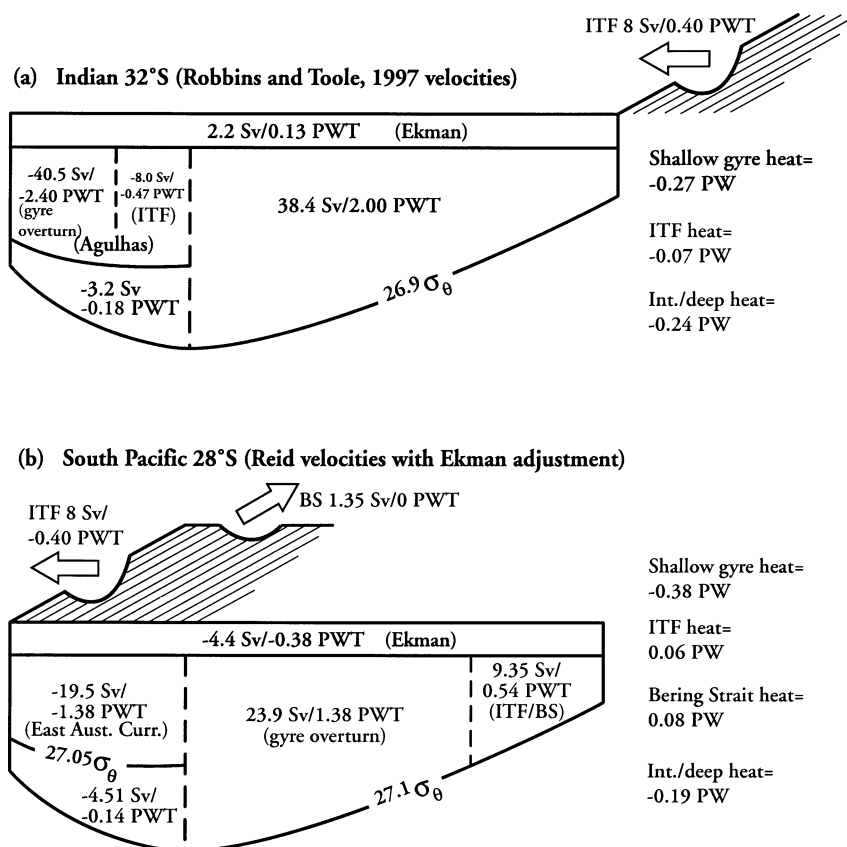 ITF 8 Sv/0.40 PWT
(a) Indian 32°S (Robbins and Toole, 1997 velocities)
2.2 Sv/0.13 PWT (Ekman)
-40.5 Sv/
-2.40 PWT
(gyre
overturn)
-8.0 Sv/
-0.47 PWT
(ITF)
(Agulhas)
38.4 Sv/2.00 PWT
-3.2 Sv
-0.18 PWT
26.9 σθ
Shallow gyre heat=
-0.27 PW
ITF heat=
-0.07 PW
Int./deep heat=
-0.24 PW
(b) South Pacific 28°S (Reid velocities with Ekman adjustment)
ITF 8 Sv/
-0.40 PWT
BS 1.35 Sv/0 PWT
-4.4 Sv/-0.38 PWT (Ekman)
-19.5 Sv/
-1.38 PWT
(East Aust. Curr.)
27.05σθ
-4.51 Sv/
-0.14 PWT
23.9 Sv/1.38 PWT
(gyre overturn)
9.35 Sv/
0.54 PWT
(ITF/BS)
27.1 σθ
Shallow gyre heat=
-0.38 PW
ITF heat=
0.06 PW
Bering Strait heat=
0.08 PW
Int./deep heat=
-0.19 PW